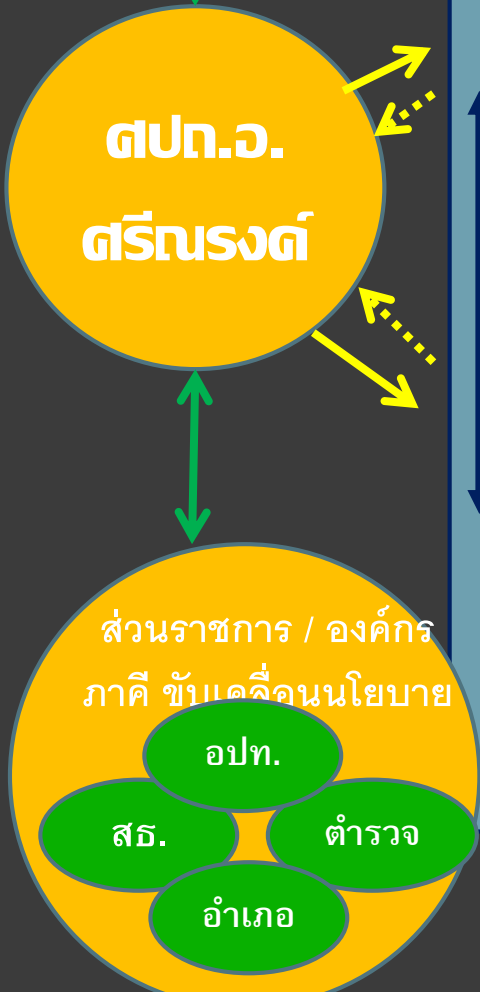 ศปถ.อ.
ศรีณรงค์
ส่วนราชการ / องค์กร
ภาคี ขับเคลื่อนนโยบาย
อปท.
สธ.
ตำรวจ
อำเภอ